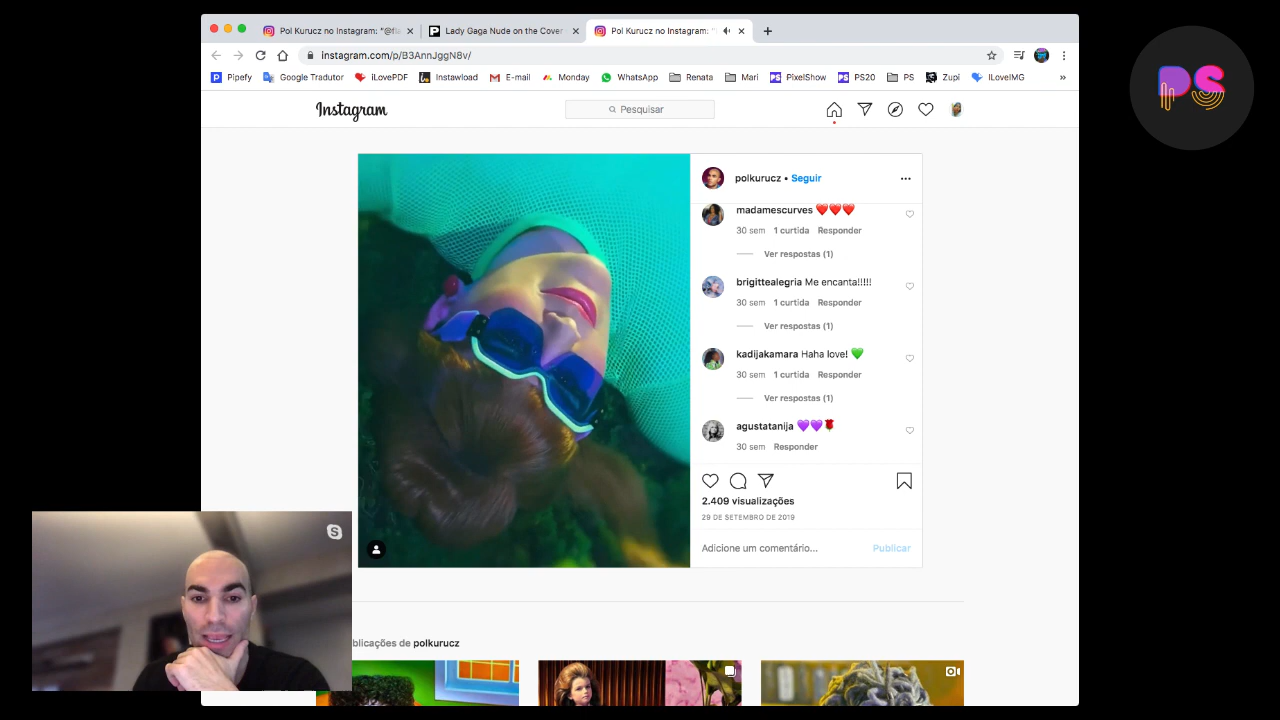 Pol Kurucz no Instagram: "@fla
Lady Gaga Nude on the Cover
Pol Kurucz no Instagram: "
instagram.com/p/B3AnnJggN8v/
Pipefy Google Tradutor iLovePDF Instawload E-mail Monday WhatsApp Renata Mari PixelShow PS20 PS Zupi ILoveIMG »
Instagram
Pesquisar
PS
polkurucz • Seguir
madamescurves
30 sem 1 curtida Responder
Ver respostas (1)
brigittealegria Me encanta!!!!!
30 sem 1 curtida Responder
Ver respostas (1)
kadijakamara Haha love!
30 sem 1 curtida Responder
Ver respostas (1)
agustatanija
30 sem Responder
2.409 visualizações
29 DE SETEMBRO DE 2019
Adicione um comentário... Publicar
blicações de polkurucz